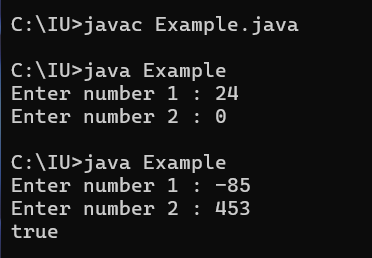 C:\IU>javac Example.java
C:\IU>java Example
Enter number 1 : 24
Enter number 2 : 0
C:\IU>java Example
Enter number 1 : -85
Enter number 2 : 453
true